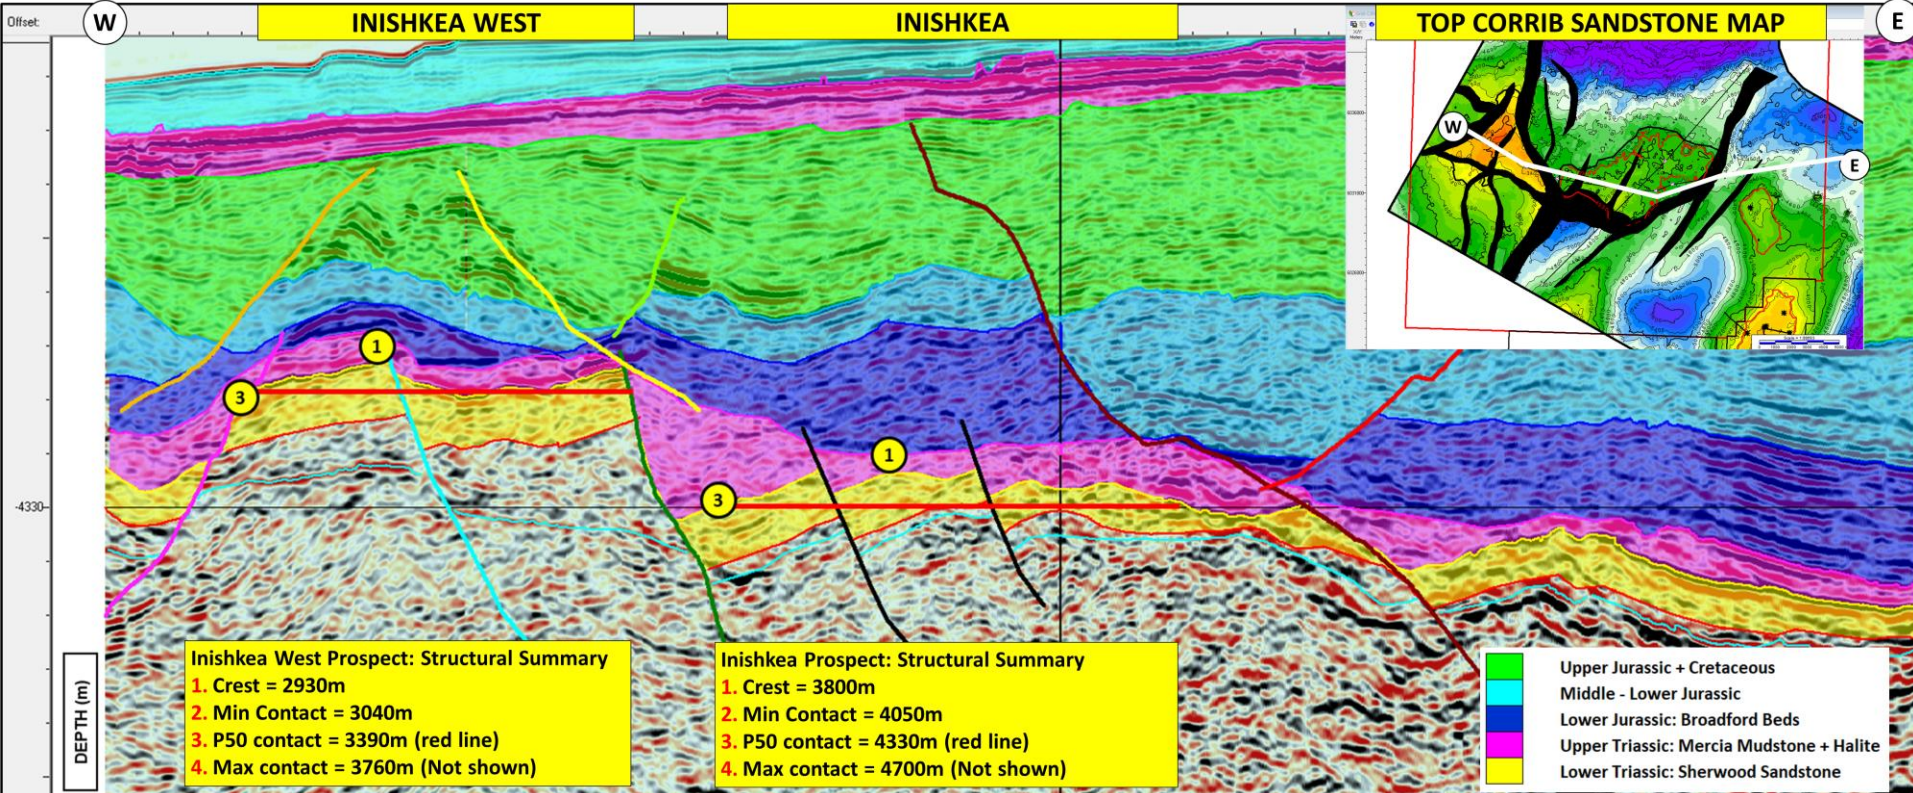 Offset:
W
INISHKEA WEST
INISHKEA
TOP CORRIB SANDSTONE MAP
E
W
E
1
3
1
3
-4330
DEPTH (m)
Inishkea West Prospect: Structural Summary
1. Crest = 2930m
2. Min Contact = 3040m
3. P50 contact = 3390m (red line)
4. Max contact = 3760m (Not shown)
Inishkea Prospect: Structural Summary
1. Crest = 3800m
2. Min Contact = 4050m
3. P50 contact = 4330m (red line)
4. Max contact = 4700m (Not shown)
Upper Jurassic + Cretaceous
Middle - Lower Jurassic
Lower Jurassic: Broadford Beds
Upper Triassic: Mercia Mudstone + Halite
Lower Triassic: Sherwood Sandstone